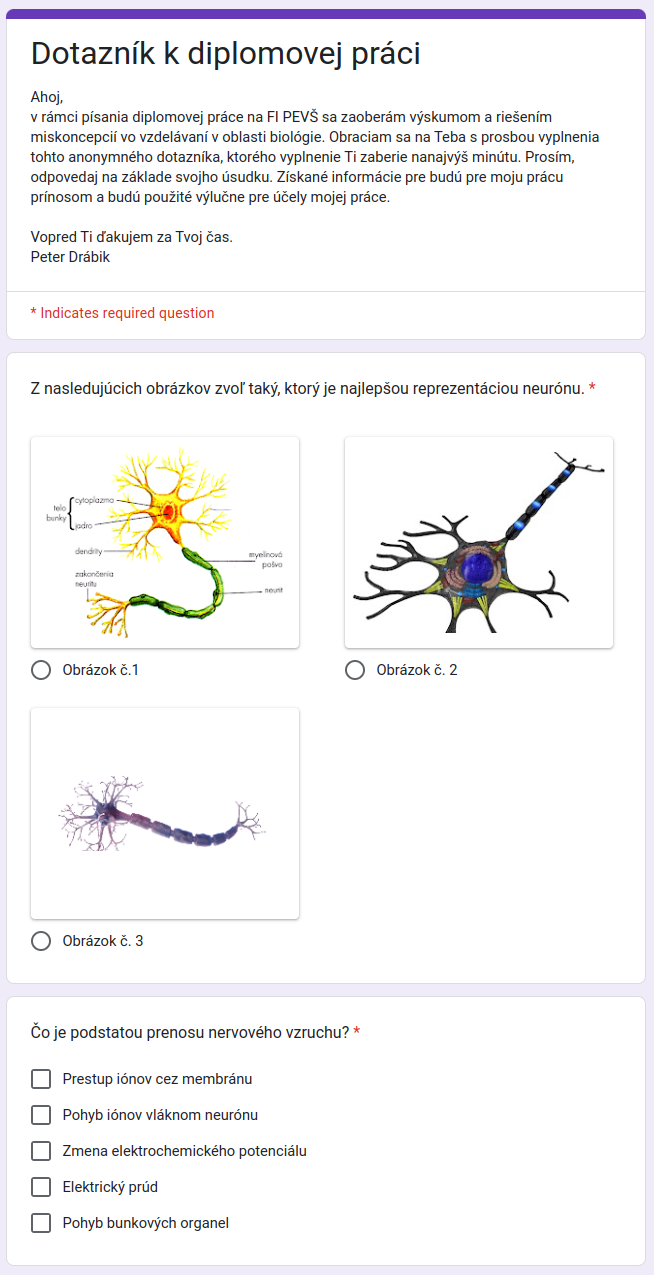 Dotazník k diplomovej práci
Ahoj,
v rámci písania diplomovej práce na FI PEVŠ sa zaoberám výskumom a riešením
miskoncepcií vo vzdelávaní v oblasti biológie. Obraciam sa na Teba s prosbou vyplnenia
tohto anonymného dotazníka, ktorého vyplnenie Ti zaberie nanajvýš minútu. Prosím,
odpovedaj na základe svojho úsudku. Získané informácie pre budú pre moju prácu
prínosom a budú použité výlučne pre účely mojej práce.
Vopred Ti ďakujem za Tvoj čas.
Peter Drábik
* Indicates required question
Z nasledujúcich obrázkov zvoľ taký, ktorý je najlepšou reprezentáciou neurónu. *
telo bunky
cytoplazma
jadro
dendrity
zakončenia
neuritu
myelínová
pošva
neurit
Obrázok č.1
Obrázok č. 2
Obrázok č. 3
Čo je podstatou prenosu nervového vzruchu? *
Prestup iónov cez membránu
Pohyb iónov vláknom neurónu
Zmena elektrochemického potenciálu
Elektrický prúd
Pohyb bunkových organel